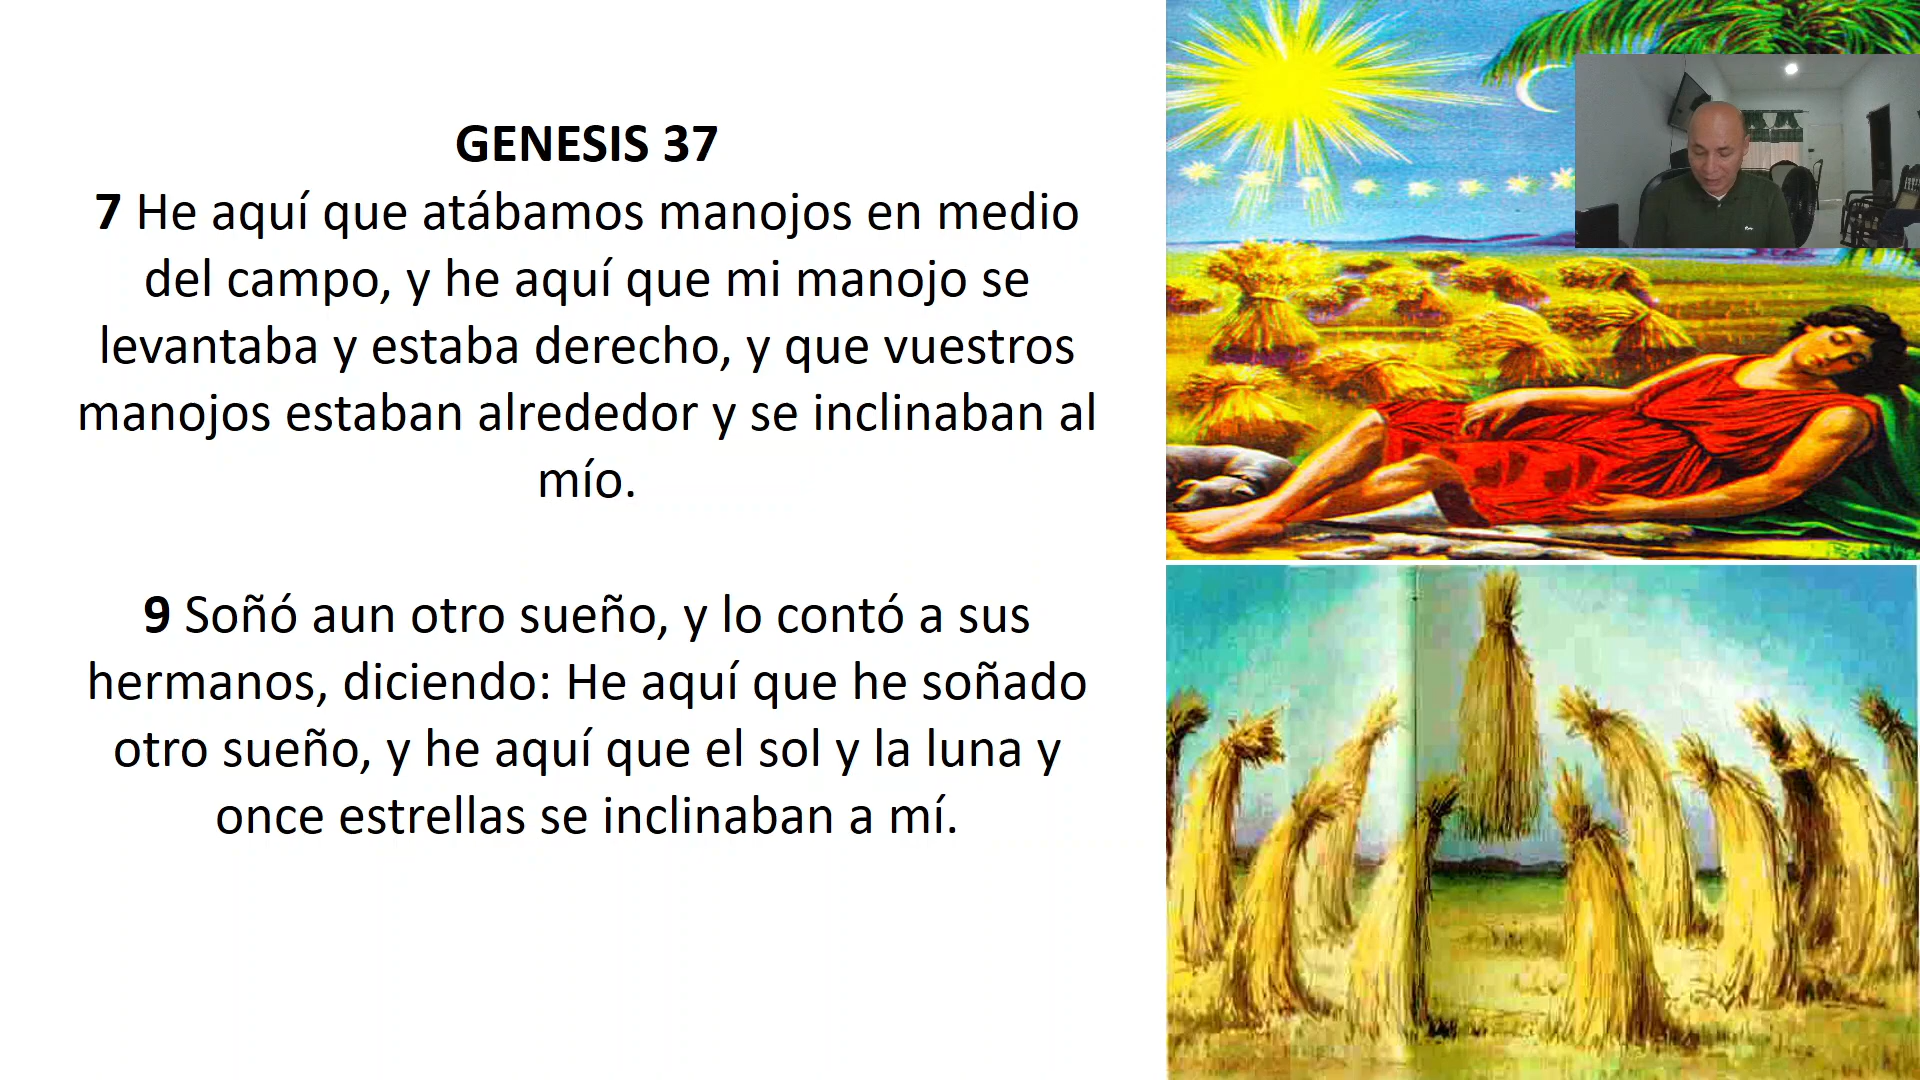 GENESIS 37
7 He aquí que atábamos manojos en medio
del campo, y he aquí que mi manojo se
levantaba y estaba derecho, y que vuestros
manojos estaban alrededor y se inclinaban al
mío.
9 Soñó aun otro sueño, y lo contó a sus
hermanos, diciendo: He aquí que he soñado
otro sueño, y he aquí que el sol y la luna y
once estrellas se inclinaban a mí.